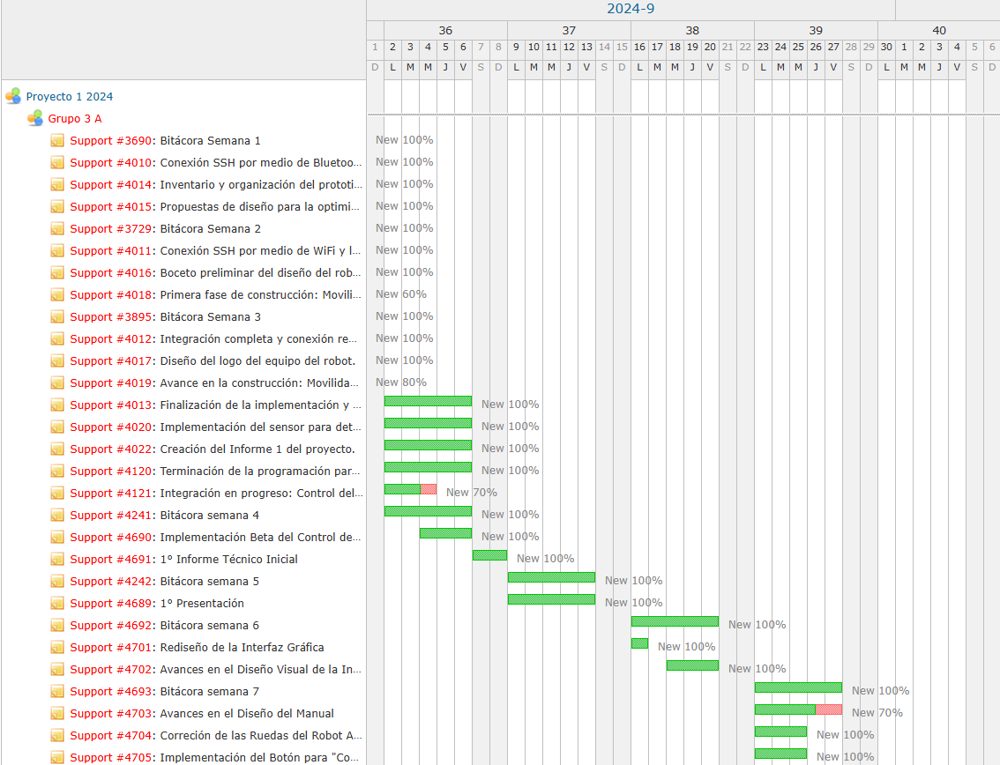 2024-9
36 37 38 39 40
1 2 3 4 5 6 7 8 9 10 11 12 13 14 15 16 17 18 19 20 21 22 23 24 25 26 27 28 29 30 1 2 3 4 5 6
D L M M J V S D L M M J V S D L M M J V S D L M M J V S D L M M J V S D
Proyecto 1 2024
Grupo 3 A
Support #3690: Bitácora Semana 1 New 100%
Support #4010: Conexión SSH por medio de Bluetoo... New 100%
Support #4014: Inventario y organización del prototi... New 100%
Support #4015: Propuestas de diseño para la optimi... New 100%
Support #3729: Bitácora Semana 2 New 100%
Support #4011: Conexión SSH por medio de WiFi y l... New 100%
Support #4016: Boceto preliminar del diseño del rob... New 100%
Support #4018: Primera fase de construcción: Movili... New 60%
Support #3895: Bitácora Semana 3 New 100%
Support #4012: Integración completa y conexión re... New 100%
Support #4017: Diseño del logo del equipo del robot. New 100%
Support #4019: Avance en la construcción: Movilida... New 80%
Support #4013: Finalización de la implementación y ... New 100%
Support #4020: Implementación del sensor para det... New 100%
Support #4022: Creación del Informe 1 del proyecto. New 100%
Support #4120: Terminación de la programación par... New 100%
Support #4121: Integración en progreso: Control del... New 70%
Support #4241: Bitácora semana 4 New 100%
Support #4690: Implementación Beta del Control de... New 100%
Support #4691: 1º Informe Técnico Inicial New 100%
Support #4242: Bitácora semana 5 New 100%
Support #4689: 1º Presentación New 100%
Support #4692: Bitácora semana 6 New 100%
Support #4701: Rediseño de la Interfaz Gráfica New 100%
Support #4702: Avances en el Diseño Visual de la In... New 100%
Support #4693: Bitácora semana 7 New 100%
Support #4703: Avances en el Diseño del Manual New 70%
Support #4704: Correción de las Ruedas del Robot A... New 100%
Support #4705: Implementación del Botón para "Co... New 100%